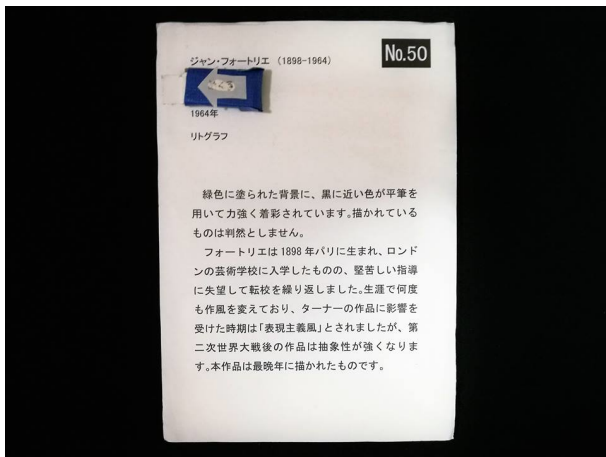 No.50
ジャン・フォートリエ (1898-1964)
1964年
リトグラフ
緑色に塗られた背景に、黒に近い色が平筆を
用いて力強く着彩されています。描かれている
ものは判然としません。
フォートリエは1898年パリに生まれ、ロンド
ンの芸術学校に入学したものの、堅苦しい指導
に失望して転校を繰り返しました。生涯で何度
も作風を変えており、ターナーの作品に影響を
受けた時期は「表現主義風」とされましたが、第
二次世界大戦後の作品は抽象性が強くなりま
す。本作品は最晩年に描かれたものです。